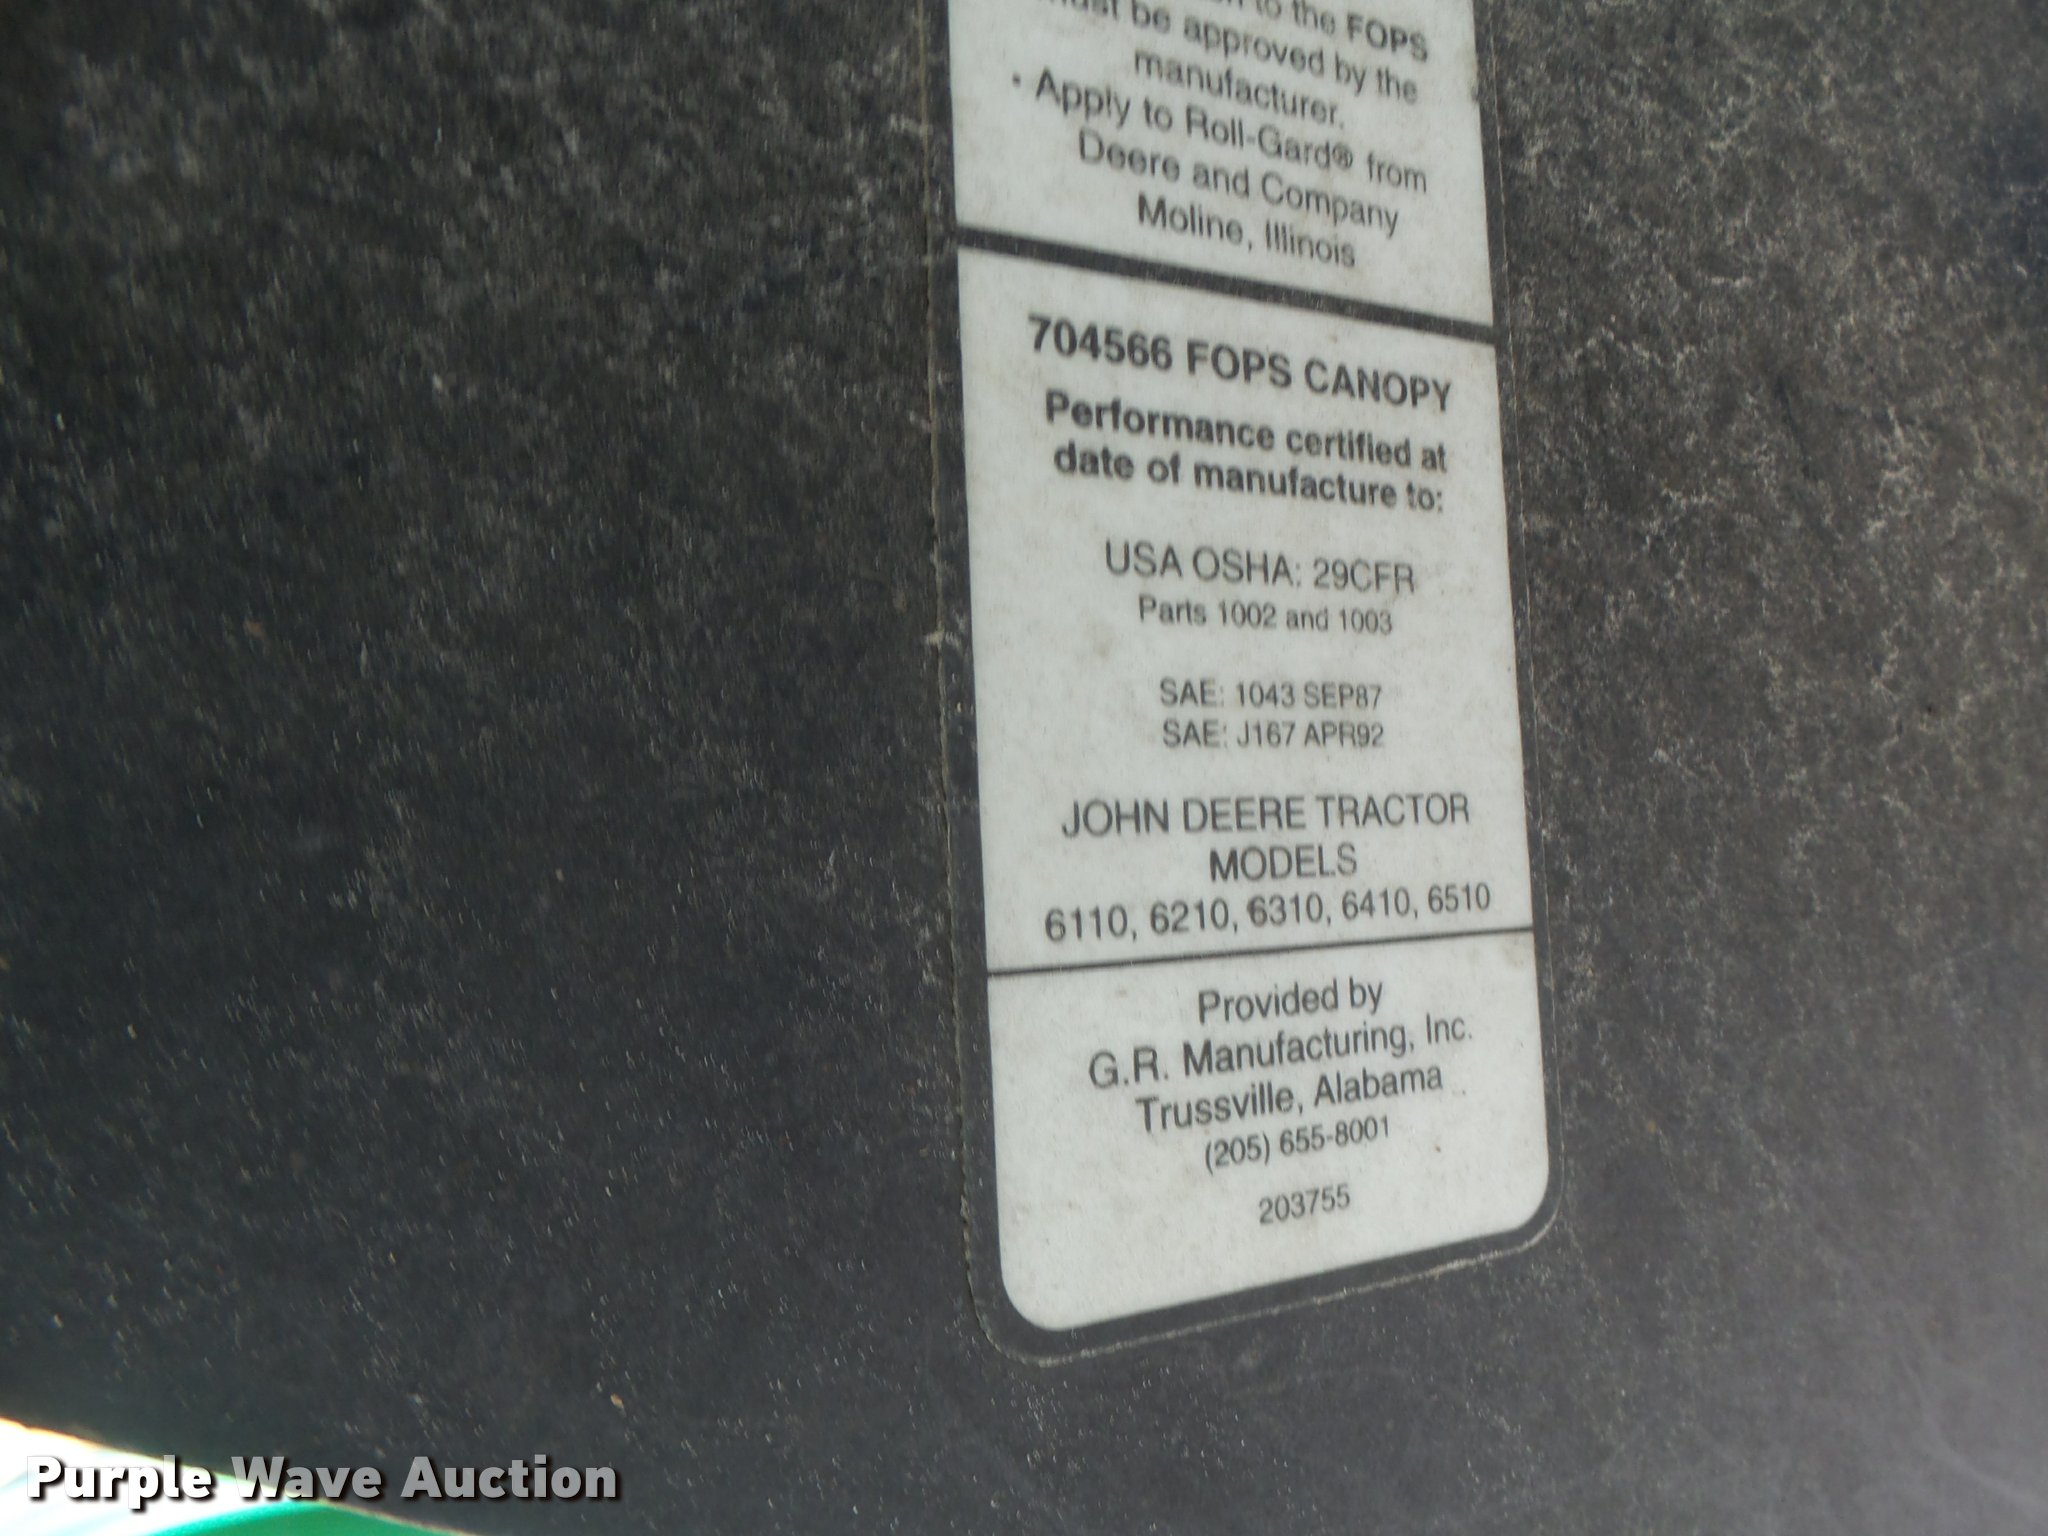 to the FOPS
must be approved by the
manufacturer.
• Apply to Roll-Gard® from
Deere and Company
Moline, Illinois
704566 FOPS CANOPY
Performance certified at
date of manufacture to:
USA OSHA: 29CFR
Parts 1002 and 1003
SAE: 1043 SEP87
SAE: J167 APR92
JOHN DEERE TRACTOR
MODELS
6110, 6210, 6310, 6410, 6510
Provided by
G.R. Manufacturing, Inc.
Trussville, Alabama
(205) 655-8001
203755
Purple Wave Auction